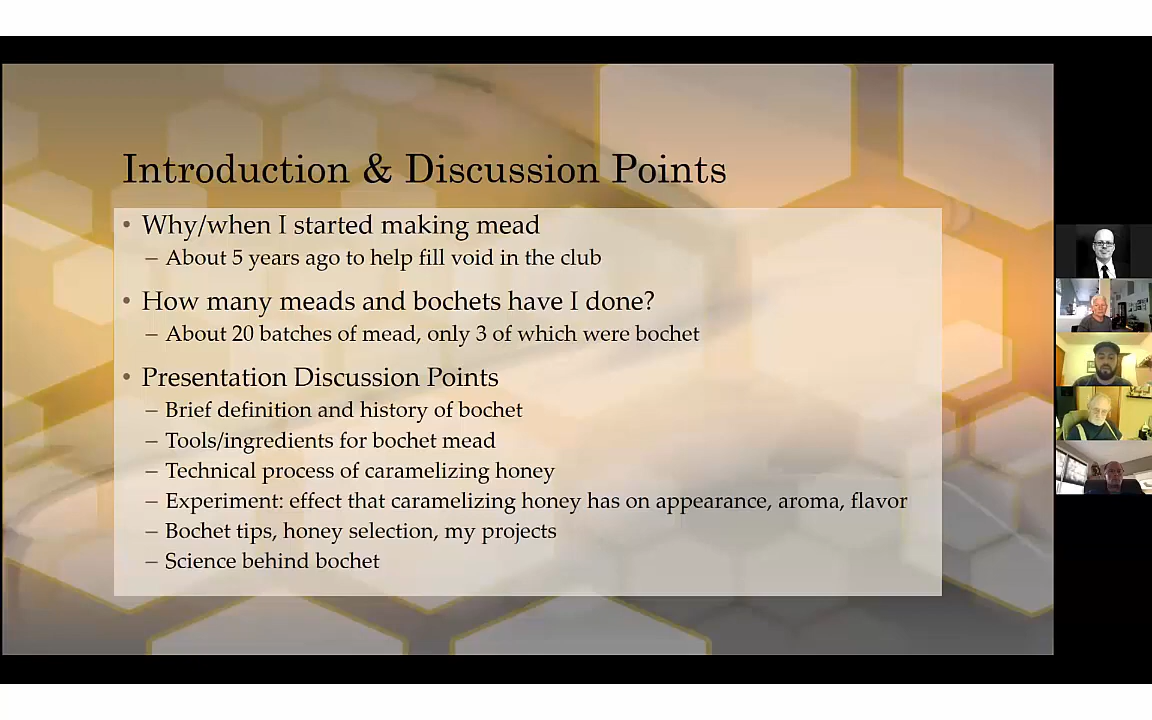 Introduction & Discussion Points
• Why/when I started making mead
– About 5 years ago to help fill void in the club
• How many meads and bochets have I done?
– About 20 batches of mead, only 3 of which were bochet
• Presentation Discussion Points
– Brief definition and history of bochet
– Tools/ingredients for bochet mead
– Technical process of caramelizing honey
– Experiment: effect that caramelizing honey has on appearance, aroma, flavor
– Bochet tips, honey selection, my projects
– Science behind bochet